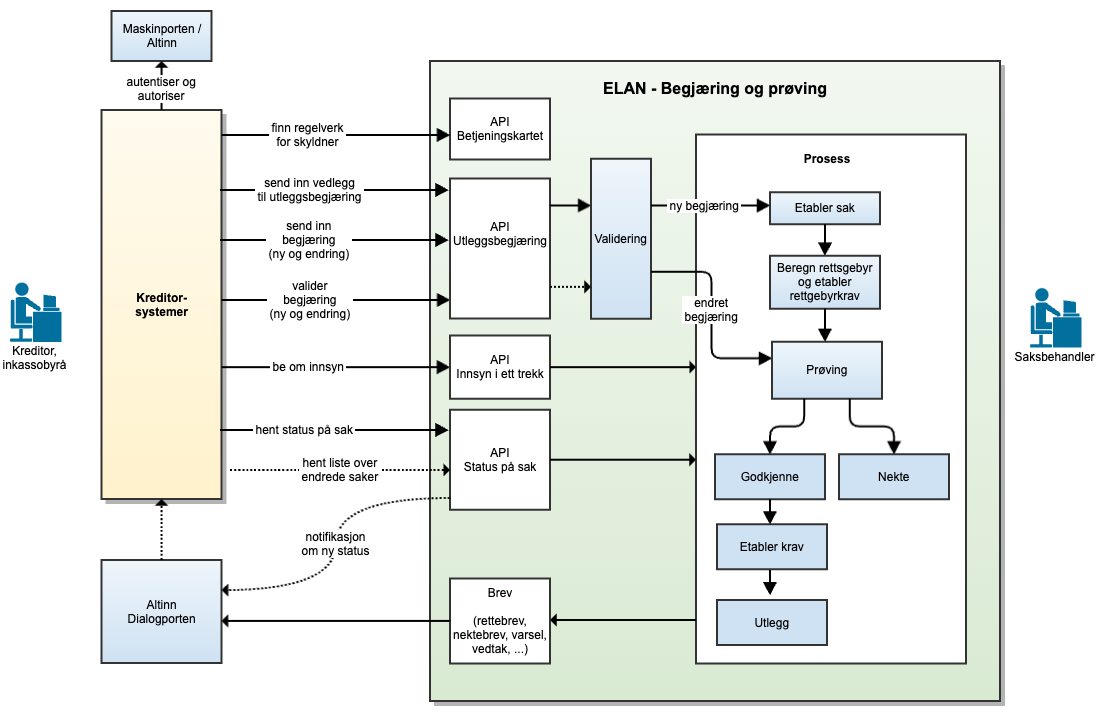 Maskinporten /
Altinn
autentiser og
autoriser
ELAN - Begjæring og prøving
Kreditor-
systemer
Kreditor,
inkassobyrå
finn regelverk
for skyldner
send inn vedlegg
til utleggsbegjæring
send inn
begjæring
(ny og endring)
valider
begjæring
(ny og endring)
be om innsyn
hent status på sak
hent liste over
endrede saker
notifikasjon
om ny status
Altinn
Dialogporten
API
Betjeningskartet
API
Utleggsbegjæring
API
Innsyn i ett trekk
API
Status på sak
Brev
(rettebrev,
nektebrev, varsel,
vedtak, ...)
Validering
ny begjæring
endret
begjæring
Prosess
Etabler sak
Beregn rettsgebyr
og etabler
rettgebyrkrav
Prøving
Godkjenne
Nekte
Etabler krav
Utlegg
Saksbehandler